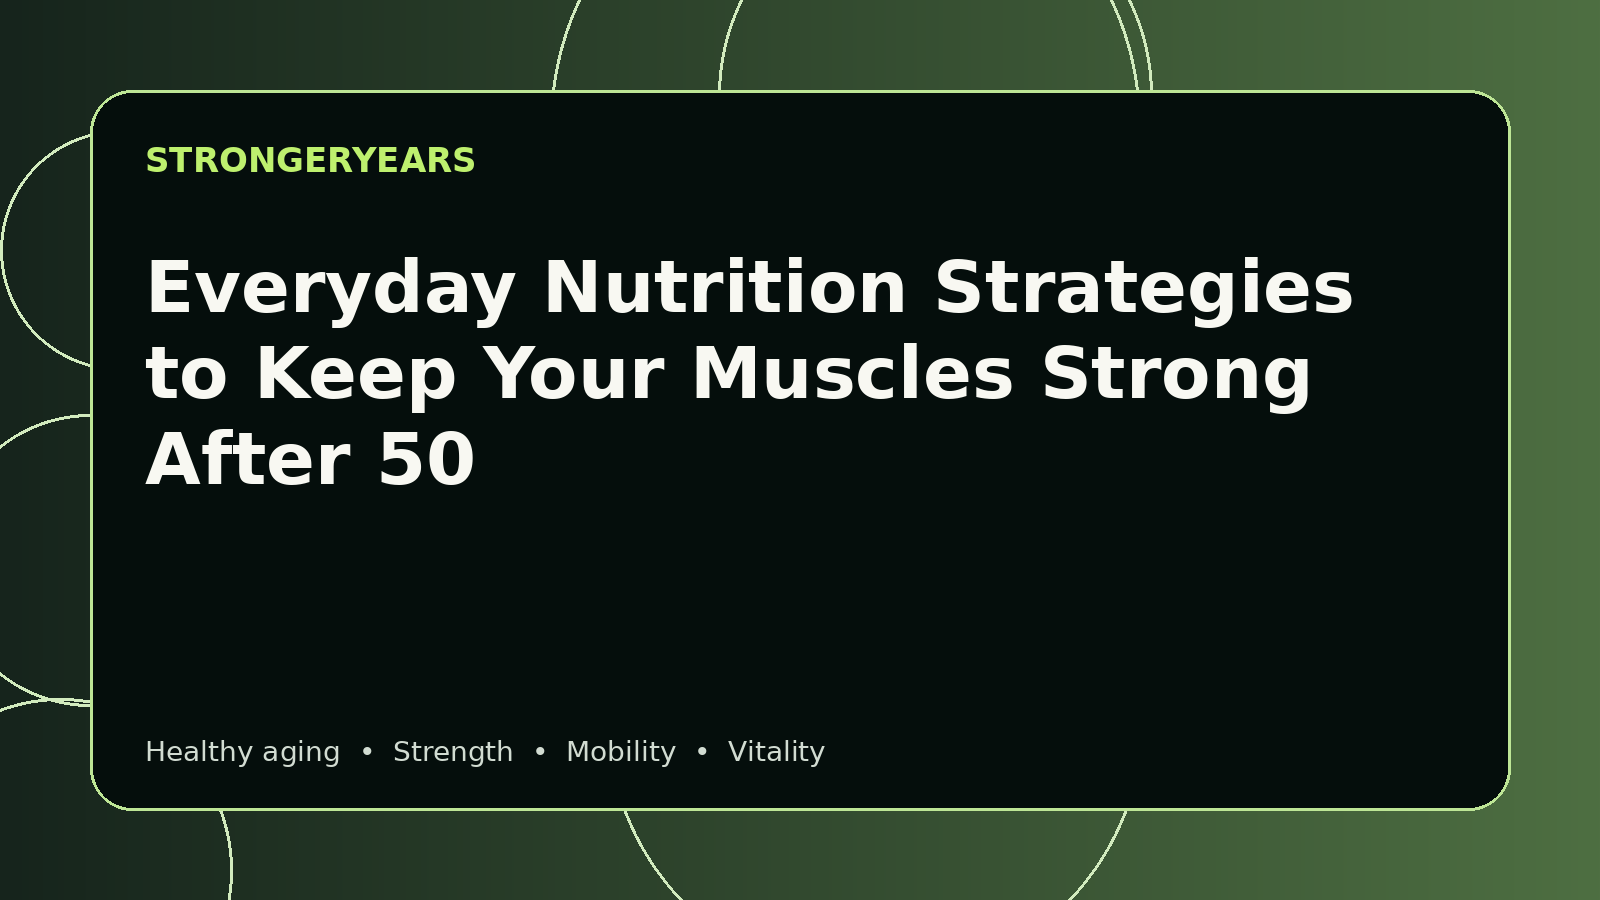 STRONGERYEARS
Everyday Nutrition Strategies
to Keep Your Muscles Strong
After 50
Healthy aging • Strength • Mobility • Vitality